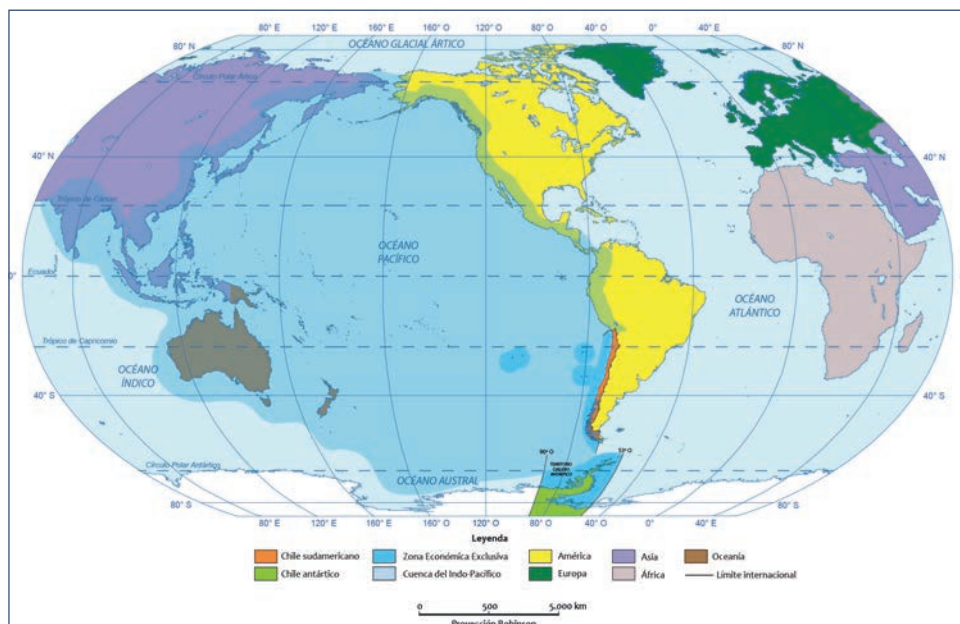 80° E 120° E 160° E 160° O 120° O 80° O 40° O 0° 40° E
OCÉANO GLACIAL ÁRTICO
80° N 80° N
Círculo Polar Ártico
40° N 40° N
Trópico de Cáncer
OCÉANO
PACÍFICO
Ecuador
0° 0°
OCÉANO
ATLÁNTICO
Trópico de Capricornio
OCÉANO
ÍNDICO
40° S 40° S
90° O 53° O
Círculo Polar Antártico
TERRITORIO
CHILENO
ANTÁRTICO
OCÉANO AUSTRAL
80° S 80° S
80° E 120° E 160° E 160° O 120° O 80° O 40° O 0° 40° E
Leyenda
Chile sudamericano Zona Económica Exclusiva América Asia Oceanía
Chile antártico Cuenca del Indo-Pacífico Europa África Límite internacional
0 500 5.000 km
Proyección Robinson